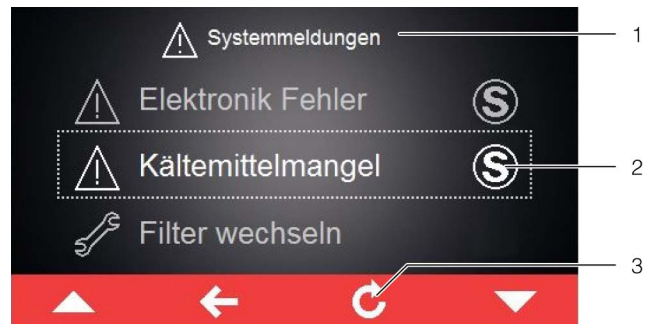 Systemmeldungen
1
Elektronik Fehler S
Kältemittelmangel S
2
Filter wechseln
3